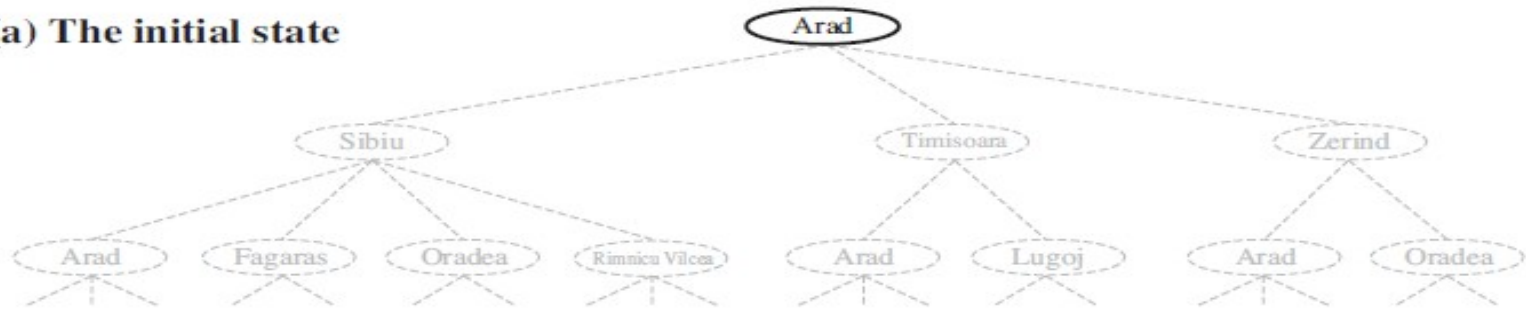 a) The initial state
Arad
Sibiu Timisoara Zerind
Arad Fagaras Oradea Rimnicu Vilcea Arad Lugoj Arad Oradea